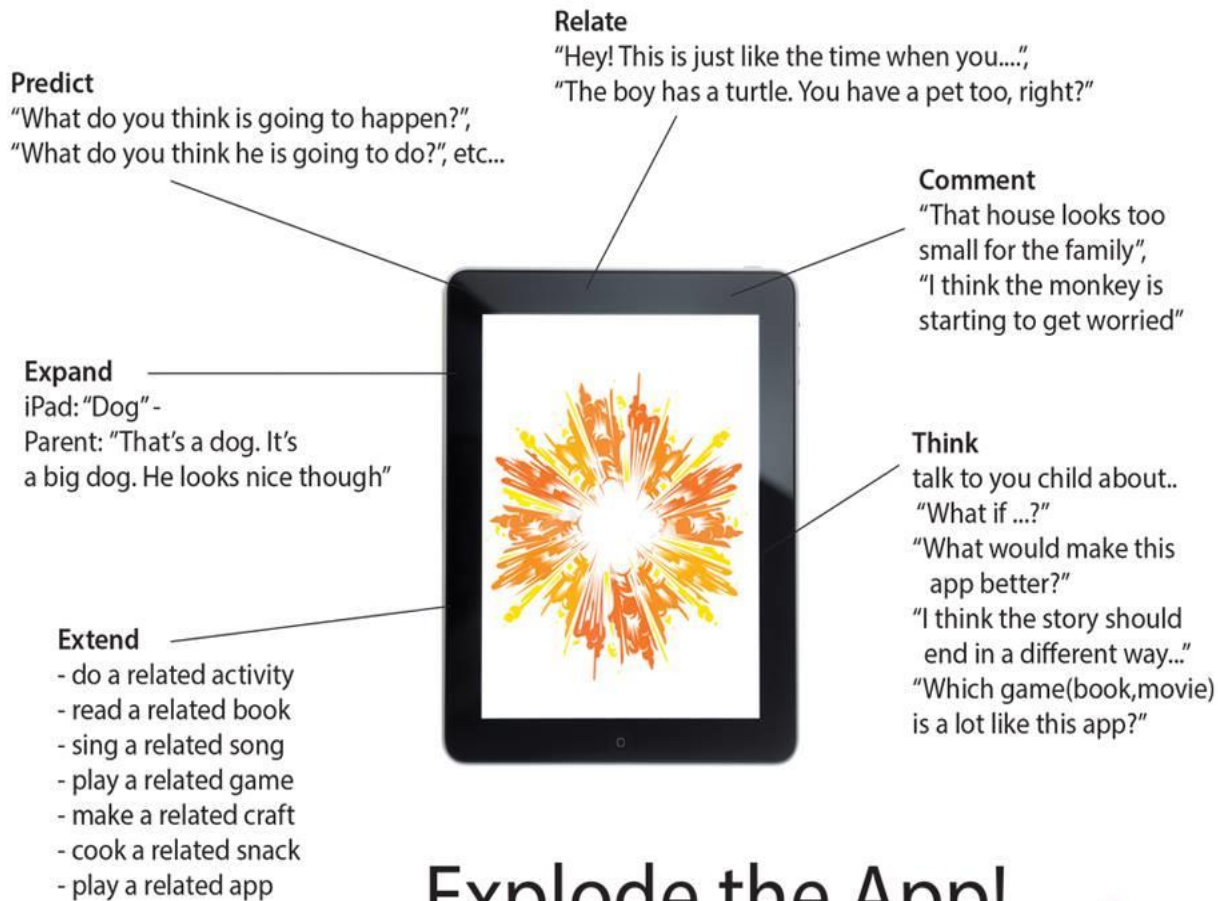 Relate
“Hey! This is just like the time when you....”,
“The boy has a turtle. You have a pet too, right?”
Predict
“What do you think is going to happen?”,
“What do you think he is going to do?”, etc...
Comment
“That house looks too
small for the family”,
“I think the monkey is
starting to get worried”
Expand
iPad: “Dog” -
Parent: “That’s a dog. It’s
a big dog. He looks nice though”
Think
talk to you child about..
“What if ...?”
“What would make this
app better?”
“I think the story should
end in a different way...”
“Which game(book,movie)
is a lot like this app?”
Extend
- do a related activity
- read a related book
- sing a related song
- play a related game
- make a related craft
- cook a related snack
- play a related app
Explode the App!